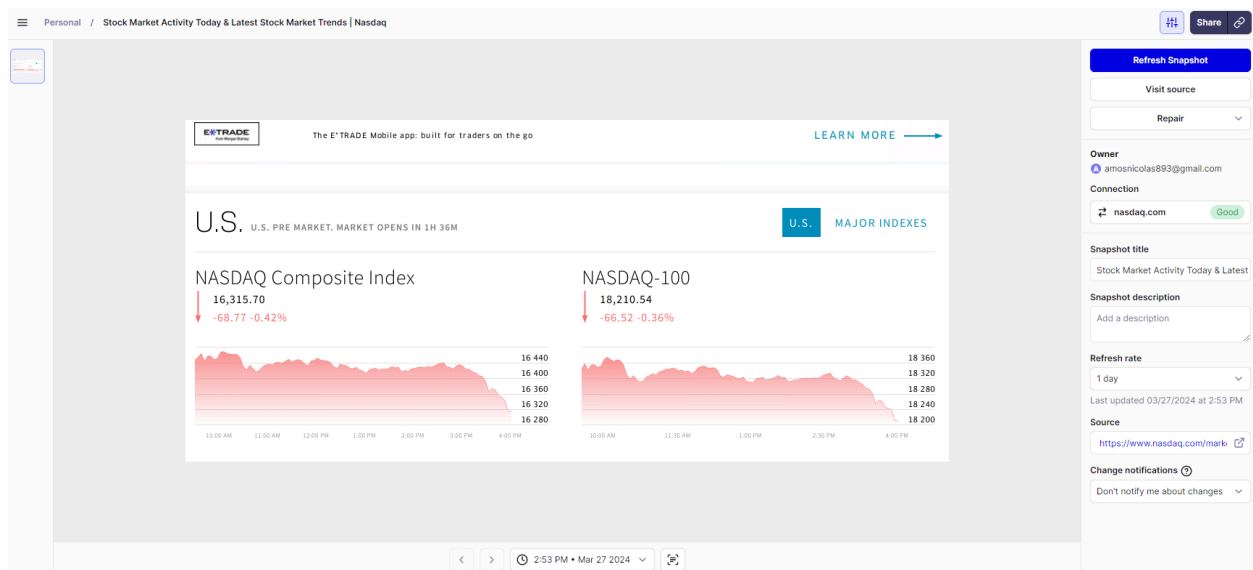 Personal / Stock Market Activity Today & Latest Stock Market Trends | Nasdaq
Share
E*TRADE
from Morgan Stanley
The E*TRADE Mobile app: built for traders on the go
LEARN MORE
U.S. U.S. PRE MARKET, MARKET OPENS IN 1H 36M
U.S. MAJOR INDEXES
NASDAQ Composite Index
16,315.70
-68.77 -0.42%
16 440
16 400
16 360
16 320
16 280
10:00 AM 11:00 AM 12:00 PM 1:00 PM 2:00 PM 3:00 PM 4:00 PM
NASDAQ-100
18,210.54
-66.52 -0.36%
18 360
18 320
18 280
18 240
18 200
10:00 AM 11:30 AM 1:00 PM 2:30 PM 4:00 PM
2:53 PM • Mar 27 2024
Refresh Snapshot
Visit source
Repair
Owner
A amosnicolas893@gmail.com
Connection
nasdaq.com Good
Snapshot title
Stock Market Activity Today & Latest
Snapshot description
Add a description
Refresh rate
1 day
Last updated 03/27/2024 at 2:53 PM
Source
https://www.nasdaq.com/mark
Change notifications ?
Don't notify me about changes